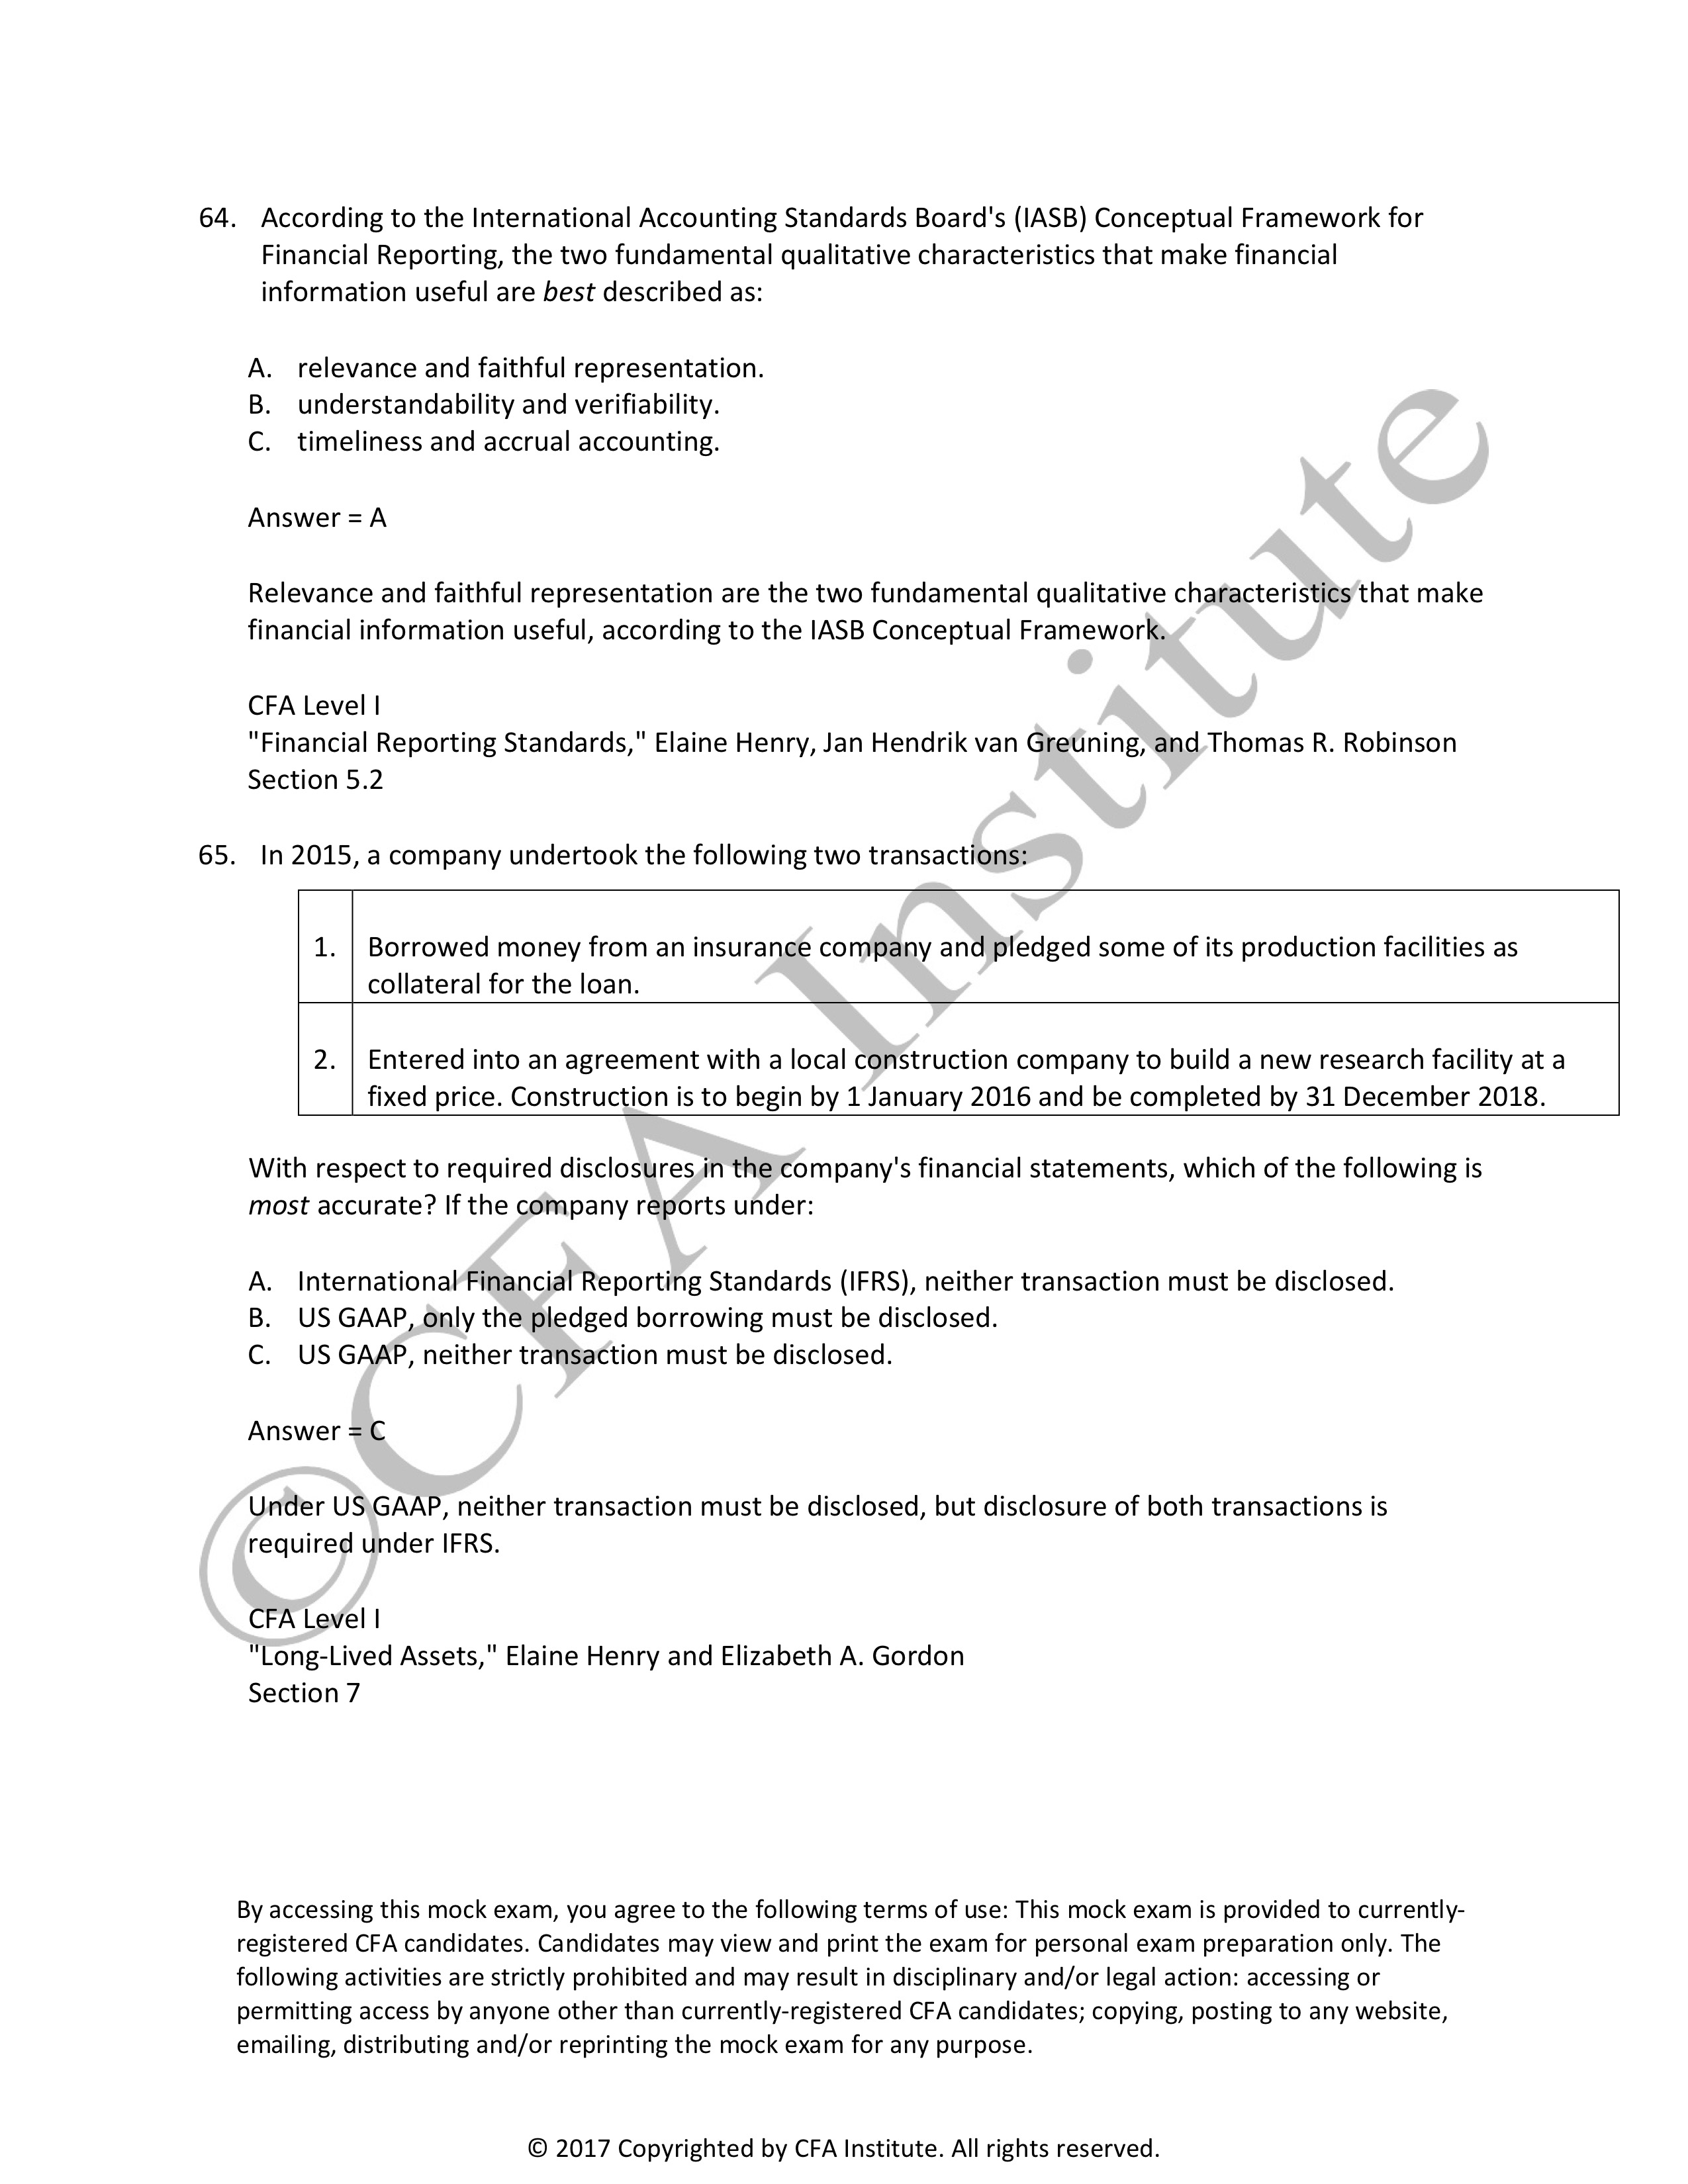 64. According to the International Accounting Standards Board's (IASB) Conceptual Framework for
Financial Reporting, the two fundamental qualitative characteristics that make financial
information useful are best described as:
A. relevance and faithful representation.
B. understandability and verifiability.
C. timeliness and accrual accounting.
Answer = A
Relevance and faithful representation are the two fundamental qualitative characteristics that make
financial information useful, according to the IASB Conceptual Framework.
CFA Level I
"Financial Reporting Standards," Elaine Henry, Jan Hendrik van Greuning, and Thomas R. Robinson
Section 5.2
65. In 2015, a company undertook the following two transactions:
1. Borrowed money from an insurance company and pledged some of its production facilities as
collateral for the loan.
2. Entered into an agreement with a local construction company to build a new research facility at a
fixed price. Construction is to begin by 1 January 2016 and be completed by 31 December 2018.
With respect to required disclosures in the company's financial statements, which of the following is
most accurate? If the company reports under:
A. International Financial Reporting Standards (IFRS), neither transaction must be disclosed.
B. US GAAP, only the pledged borrowing must be disclosed.
C. US GAAP, neither transaction must be disclosed.
Answer = C
Under US GAAP, neither transaction must be disclosed, but disclosure of both transactions is
required under IFRS.
CFA Level I
"Long-Lived Assets," Elaine Henry and Elizabeth A. Gordon
Section 7
By accessing this mock exam, you agree to the following terms of use: This mock exam is provided to currently-
registered CFA candidates. Candidates may view and print the exam for personal exam preparation only. The
following activities are strictly prohibited and may result in disciplinary and/or legal action: accessing or
permitting access by anyone other than currently-registered CFA candidates; copying, posting to any website,
emailing, distributing and/or reprinting the mock exam for any purpose.
© 2017 Copyrighted by CFA Institute. All rights reserved.
© CFA Institute